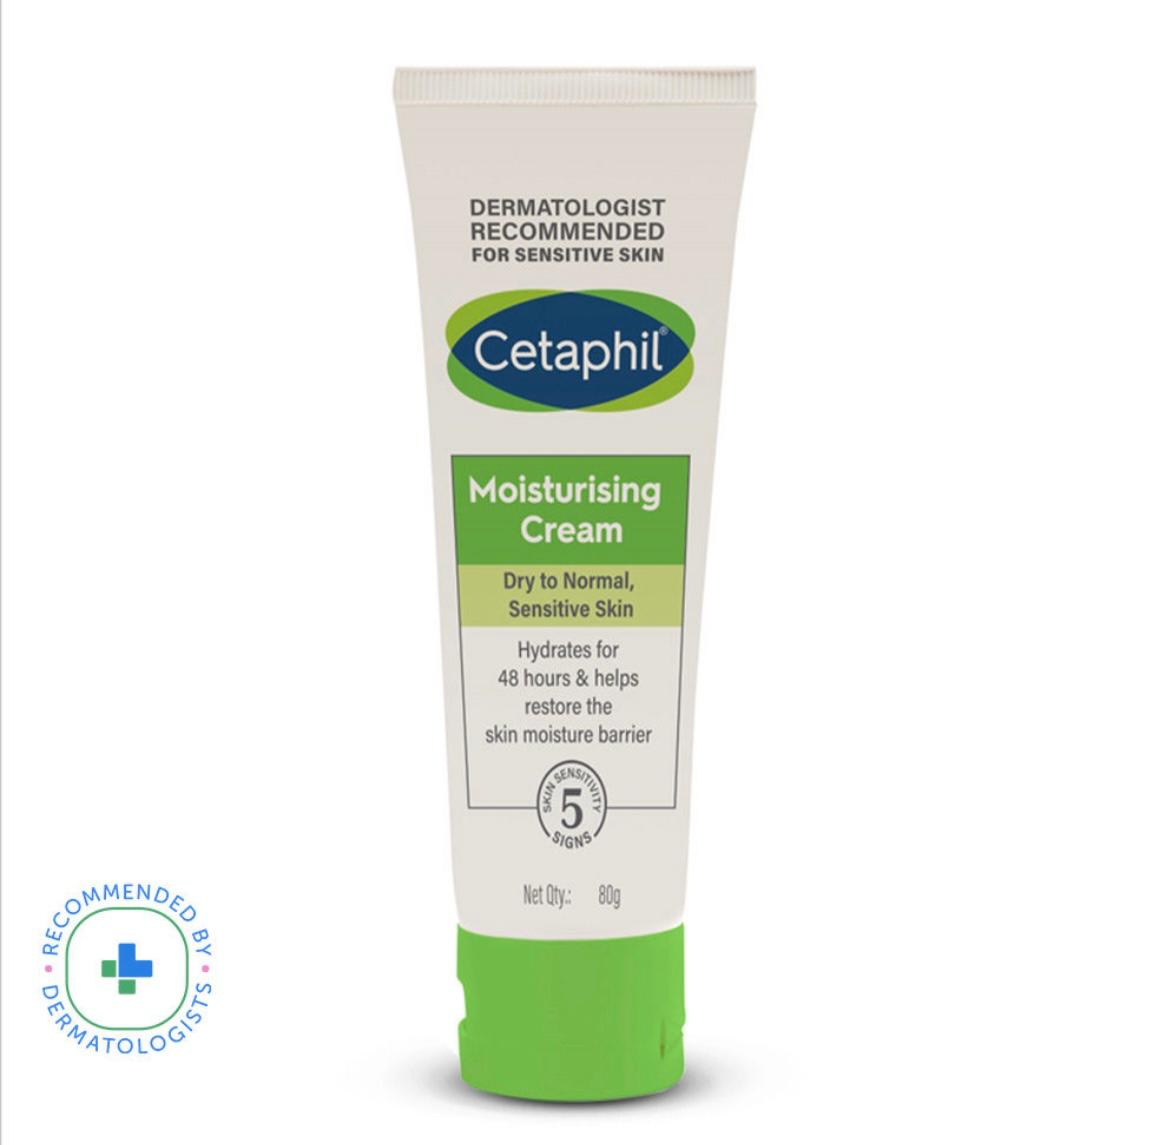 DERMATOLOGIST
RECOMMENDED
FOR SENSITIVE SKIN
Cetaphil®
Moisturising
Cream
Dry to Normal,
Sensitive Skin
Hydrates for
48 hours & helps
restore the
skin moisture barrier
SKIN SENSITIVITY
5
SIGNS
Net Qty.: 80g
RECOMMENDED BY
DERMATOLOGISTS